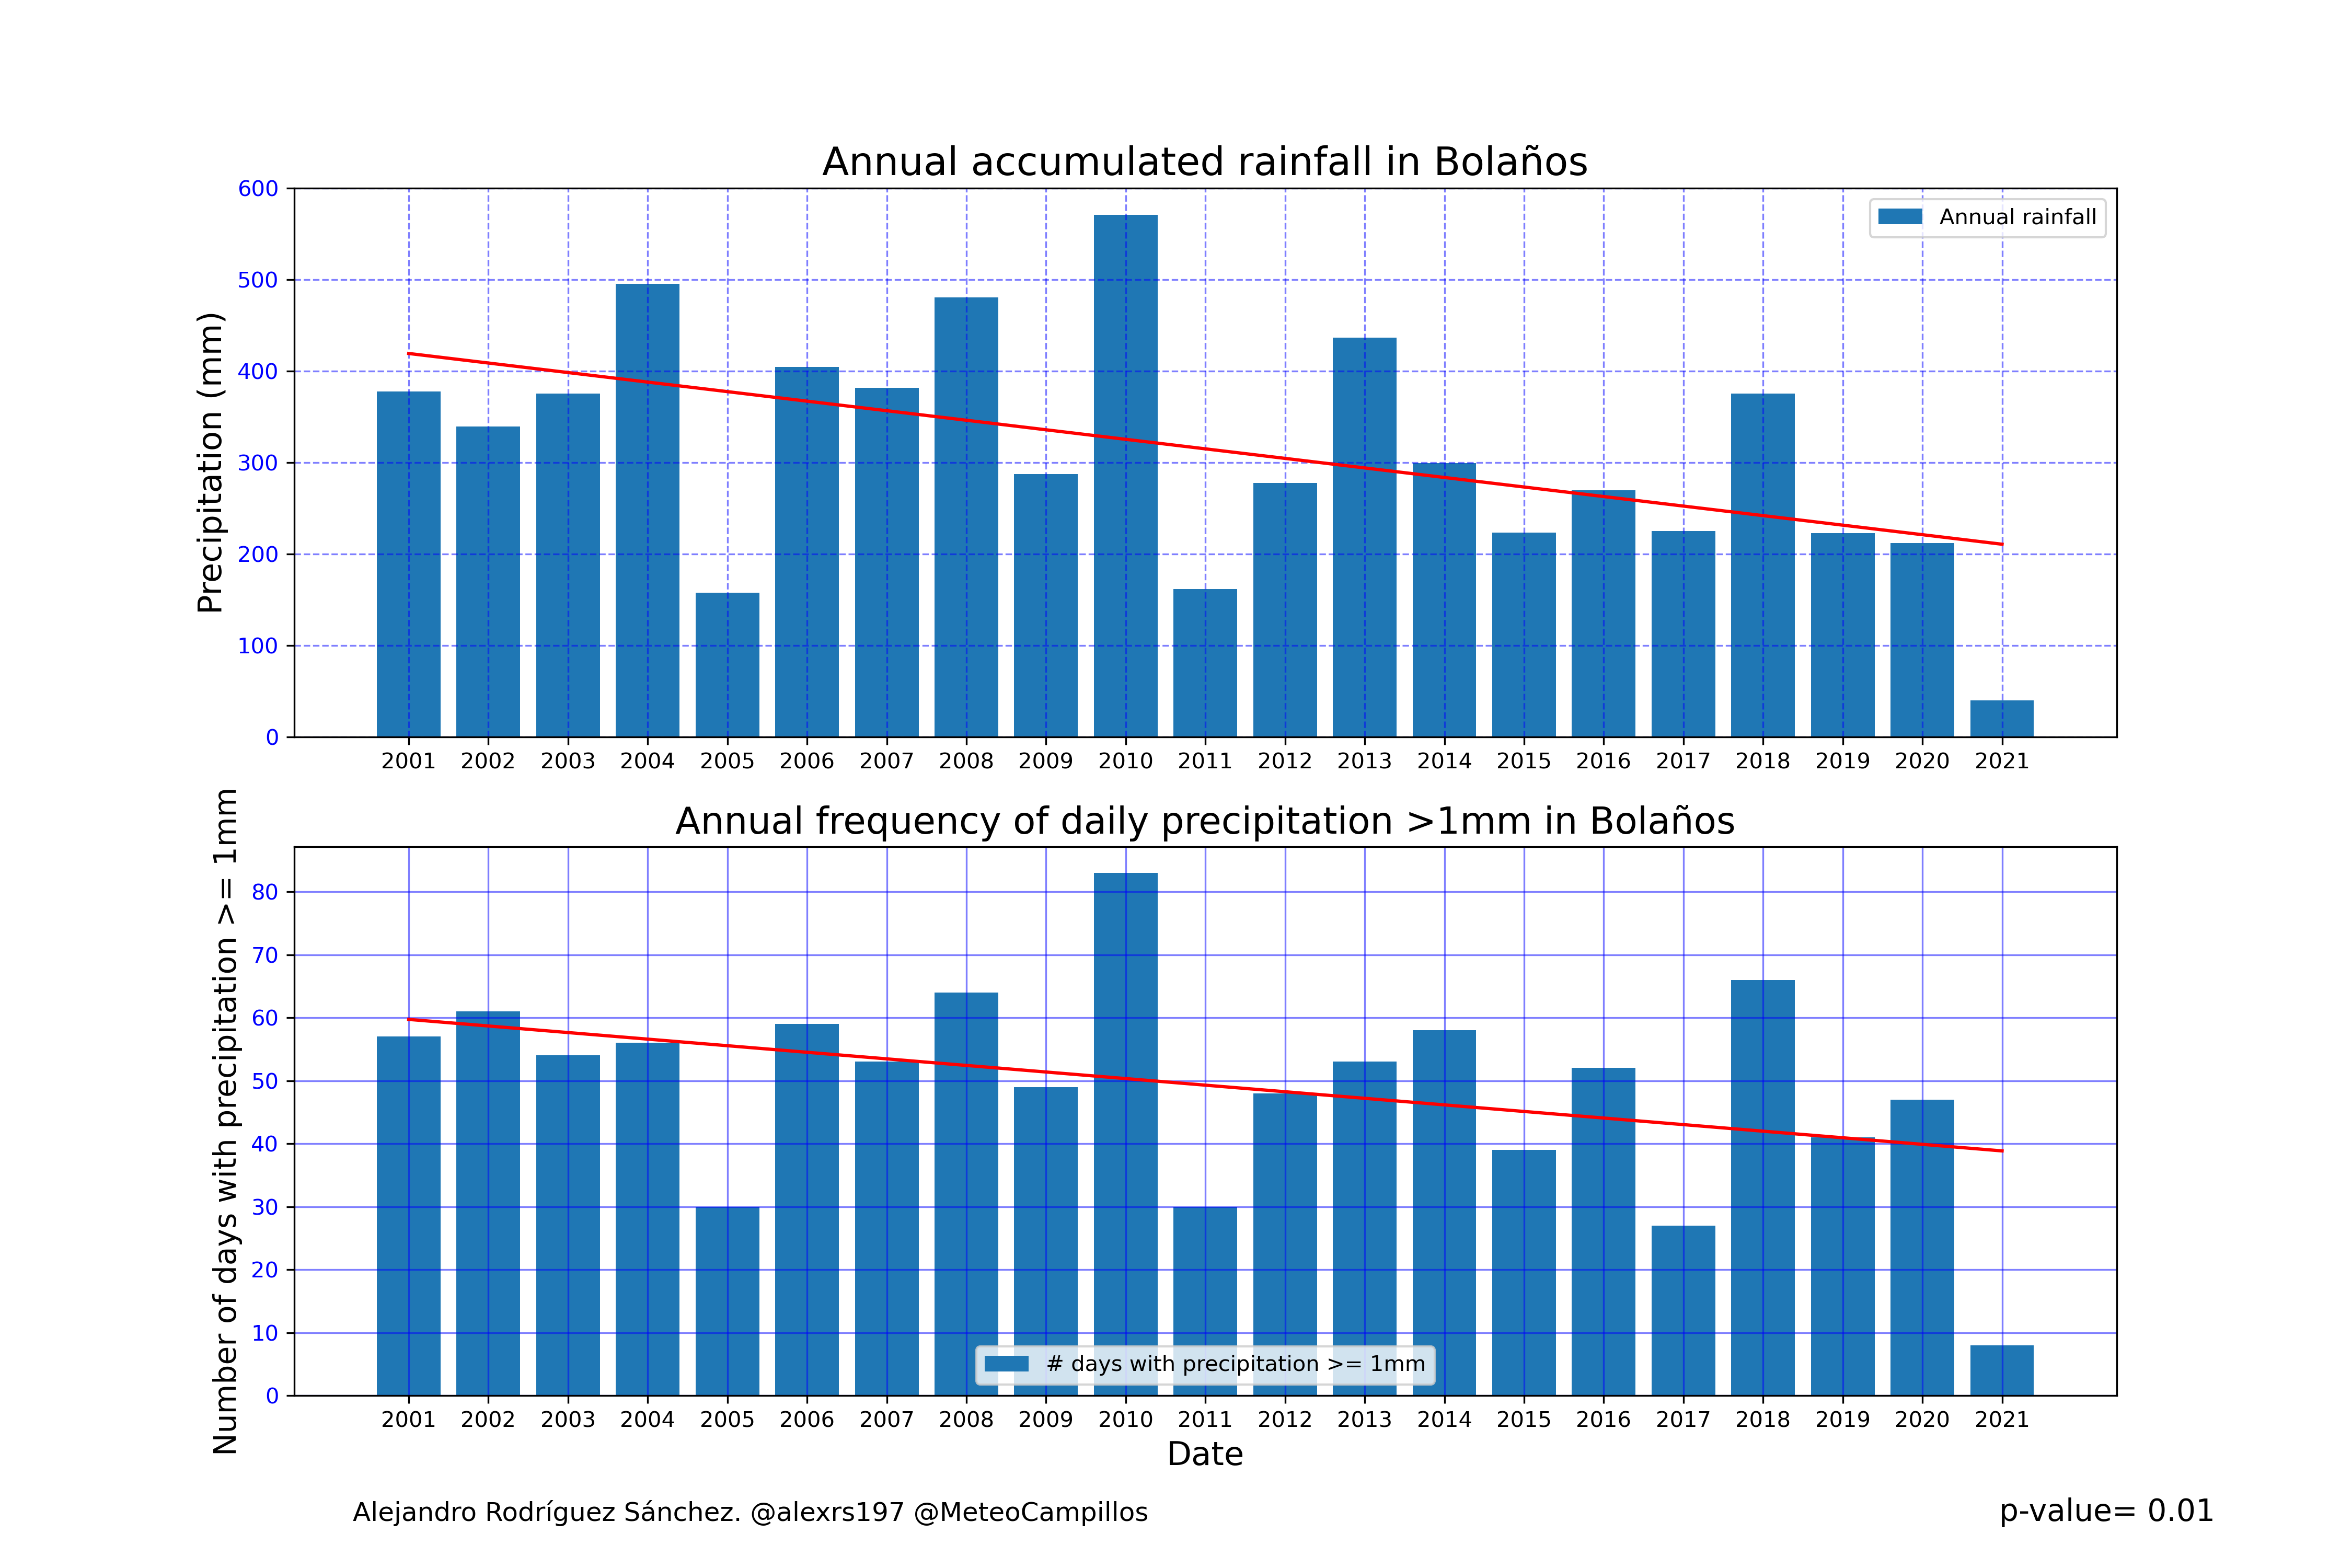 Annual accumulated rainfall in Bolaños
Precipitation (mm)
600
500
400
300
200
100
0
Annual rainfall
2001 2002 2003 2004 2005 2006 2007 2008 2009 2010 2011 2012 2013 2014 2015 2016 2017 2018 2019 2020 2021
Annual frequency of daily precipitation >1mm in Bolaños
Number of days with precipitation >= 1mm
80
70
60
50
40
30
20
10
0
# days with precipitation >= 1mm
2001 2002 2003 2004 2005 2006 2007 2008 2009 2010 2011 2012 2013 2014 2015 2016 2017 2018 2019 2020 2021
Date
Alejandro Rodríguez Sánchez. @alexrs197 @MeteoCampillos
p-value= 0.01